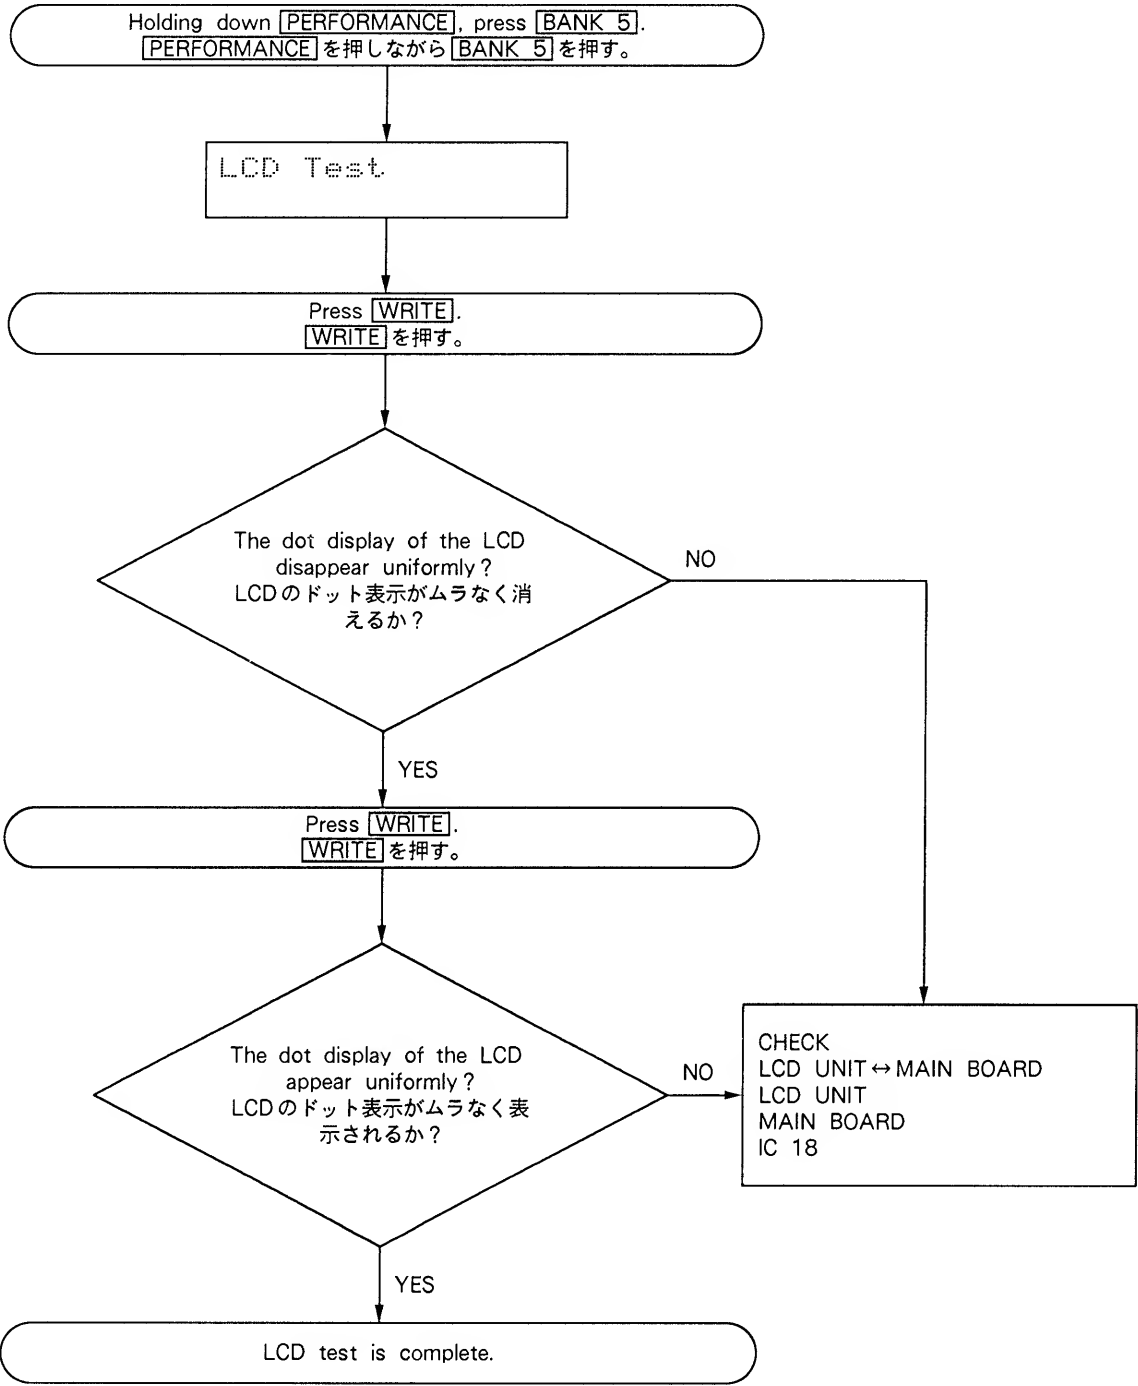 Holding down PERFORMANCE, press BANK 5.
PERFORMANCEを押しながらBANK 5を押す。
LCD Test
Press WRITE.
WRITEを押す。
The dot display of the LCD
disappear uniformly?
LCDのドット表示がムラなく消
えるか?
NO
YES
Press WRITE.
WRITEを押す。
The dot display of the LCD
appear uniformly?
LCDのドット表示がムラなく表
示されるか?
NO
CHECK
LCD UNIT↔MAIN BOARD
LCD UNIT
MAIN BOARD
IC 18
YES
LCD test is complete.